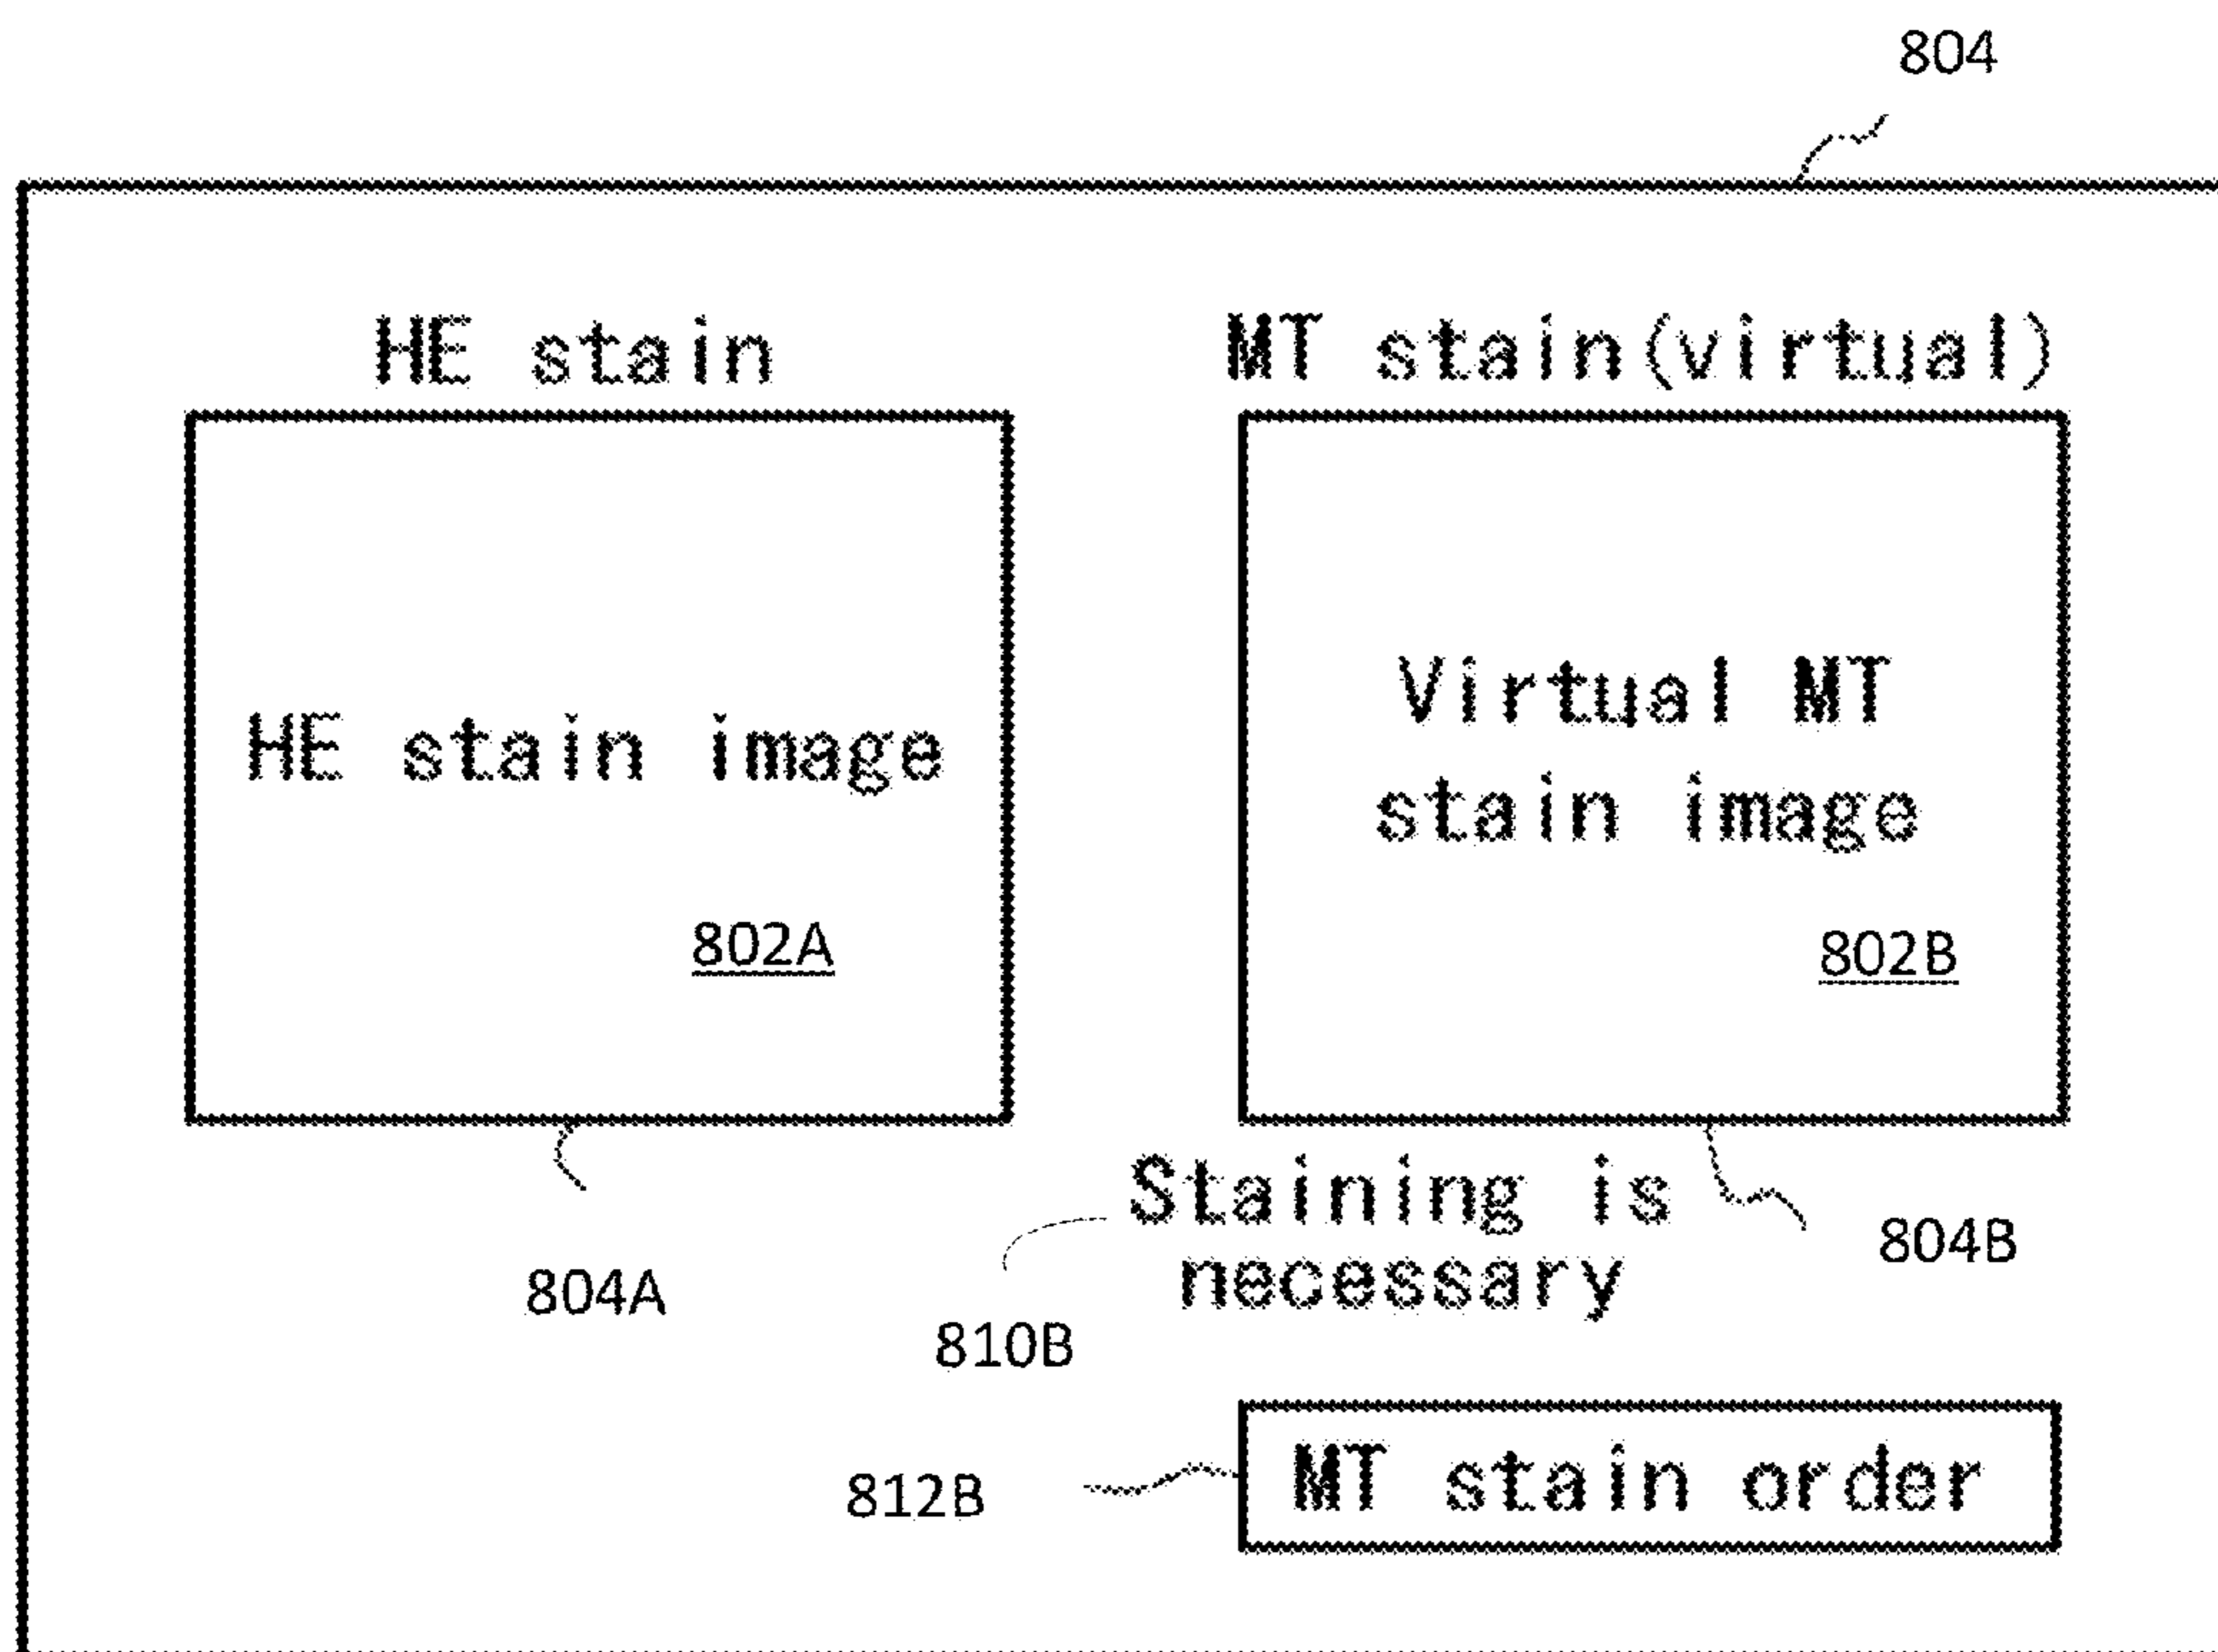 804
HE stain
MT stain(virtual)
HE stain image
Virtual MT
stain image
802A
802B
Staining is
necessary
804A
804B
810B
812B
MT stain order